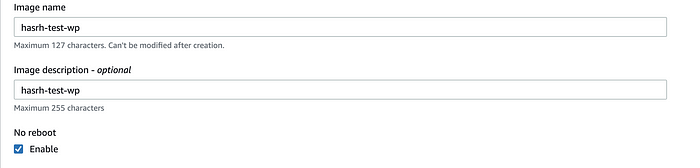 Image name
hasrh-test-wp
Maximum 127 characters. Can't be modified after creation.
Image description - optional
hasrh-test-wp
Maximum 255 characters
No reboot
Enable